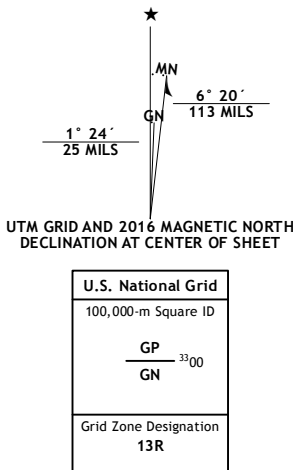 ★
MN
GN
6° 20´
113 MILS
1° 24´
25 MILS
UTM GRID AND 2016 MAGNETIC NORTH
DECLINATION AT CENTER OF SHEET
U.S. National Grid
100,000-m Square ID
GP
3300
GN
Grid Zone Designation
13R